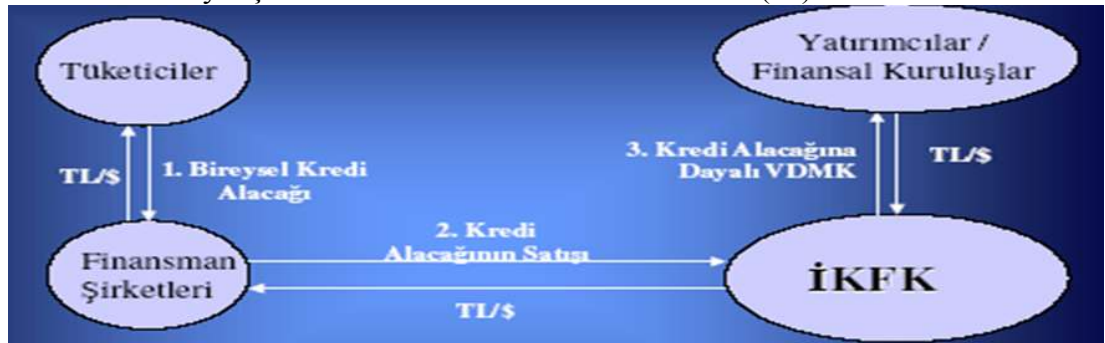 Tüketiciler
Yatırımcılar /
Finansal Kuruluşlar
TL/$
1. Bireysel Kredi
Alacağı
3. Kredi Alacağına
Dayalı VDMK
TL/$
2. Kredi
Alacağının Satışı
Finansman
Şirketleri
İKFK
TL/$